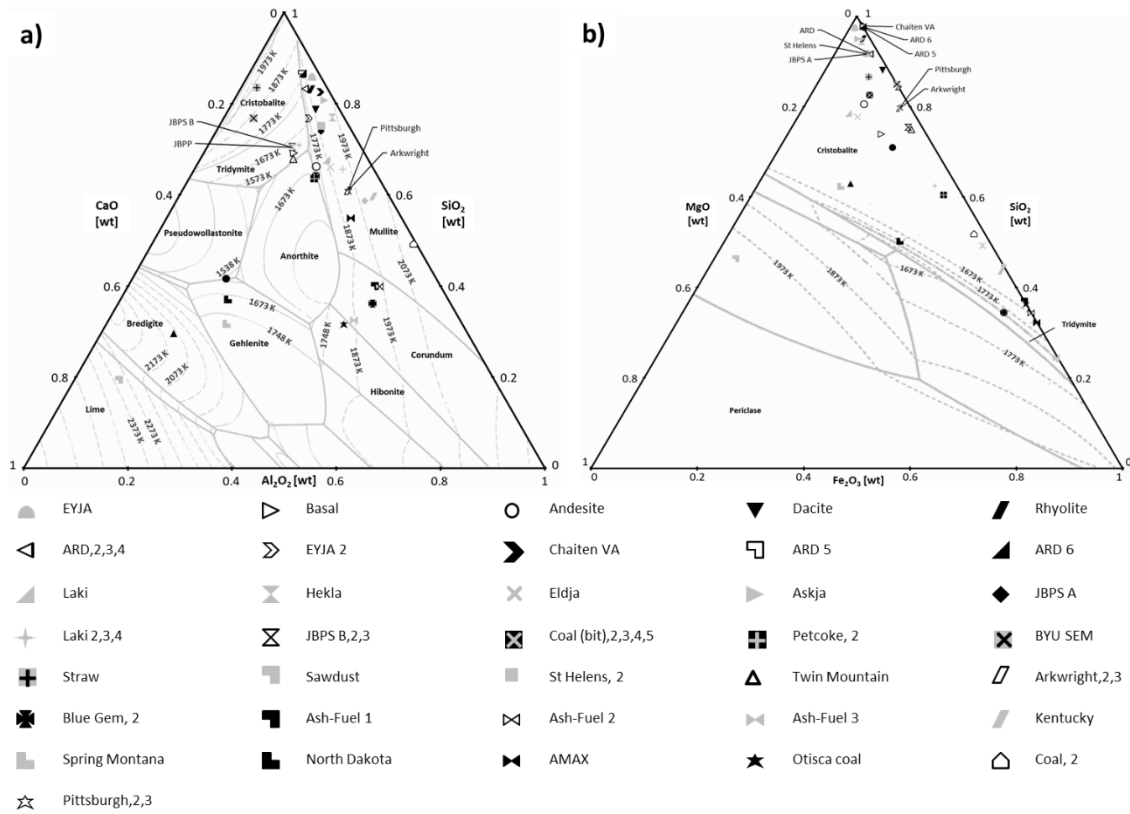 a)
0 1
1973 K
1873 K
Cristobalite
0.2
0.8
1773 K
1773 K
1973 K
JBPS B
JBPP
Pittsburgh
Arkwright
1673 K
Tridymite
1573 K
1673 K
0.4
0.6
CaO
[wt]
SiO2
[wt]
Mullite
Pseudowollastonite
Anorthite
1873 K
2073 K
1538 K
0.6
0.4
1673 K
Bredigite
Gehlenite
1748 K
1748 K
1973 K
1873 K
Corundum
2173 K
2073 K
Hibonite
0.8
0.2
Lime
2373 K
2273 K
1
0
0.2
0.4
0.6
0.8
1
Al2O2 [wt]
b)
0 1
Chaiten VA
ARD
ARD 6
St Helens
ARD 5
JBPS A
Pittsburgh
0.2
0.8
Arkwright
Cristobalite
0.4
0.6
MgO
[wt]
SiO2
[wt]
1973 K
1873 K
1673 K
1673 K
1773 K
0.6
0.4
Tridymite
1773 K
0.8
0.2
Periclase
1
0
0
0.2
0.4
0.6
0.8
1
Fe2O3 [wt]
EYJA Basal Andesite Dacite Rhyolite
ARD,2,3,4 EYJA 2 Chaiten VA ARD 5 ARD 6
Laki Hekla Eldja Askja JBPS A
Laki 2,3,4 JBPS B,2,3 Coal (bit),2,3,4,5 Petcoke, 2 BYU SEM
Straw Sawdust St Helens, 2 Twin Mountain Arkwright,2,3
Blue Gem, 2 Ash-Fuel 1 Ash-Fuel 2 Ash-Fuel 3 Kentucky
Spring Montana North Dakota AMAX Otisca coal Coal, 2
Pittsburgh,2,3